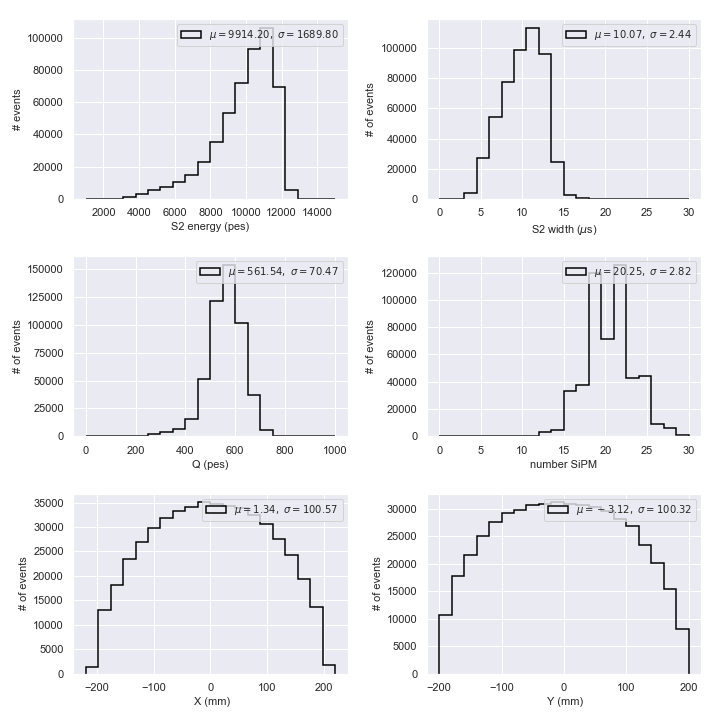 μ = 9914.20, σ = 1689.80
# events
100000
80000
60000
40000
20000
0
2000 4000 6000 8000 10000 12000 14000
S2 energy (pes)
μ = 10.07, σ = 2.44
# of events
100000
80000
60000
40000
20000
0
0 5 10 15 20 25 30
S2 width (μs)
μ = 561.54, σ = 70.47
# of events
150000
125000
100000
75000
50000
25000
0
0 200 400 600 800 1000
Q (pes)
μ = 20.25, σ = 2.82
# of events
120000
100000
80000
60000
40000
20000
0
0 5 10 15 20 25 30
number SiPM
μ = 1.34, σ = 100.57
# of events
35000
30000
25000
20000
15000
10000
5000
0
−200 −100 0 100 200
X (mm)
μ = −3.12, σ = 100.32
# of events
30000
25000
20000
15000
10000
5000
0
−200 −100 0 100 200
Y (mm)